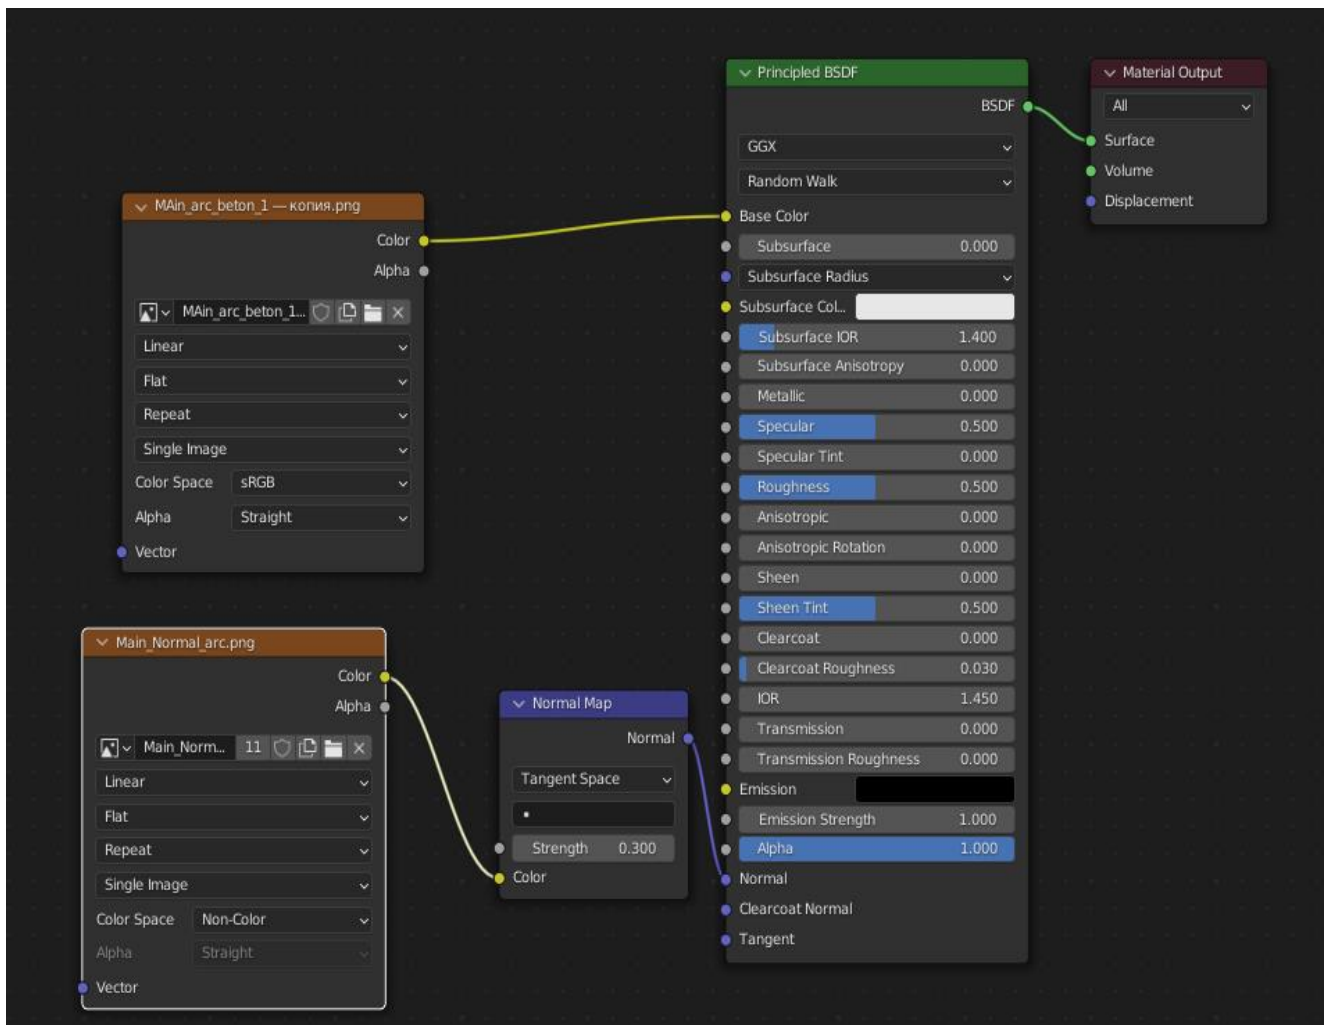 MAin_arc_beton_1 — копия.png
Color
Alpha
MAin_arc_beton_1...
Linear
Flat
Repeat
Single Image
Color Space sRGB
Alpha Straight
Vector
Main_Normal_arc.png
Color
Alpha
Main_Norm... 11
Linear
Flat
Repeat
Single Image
Color Space Non-Color
Alpha Straight
Vector
Normal Map
Normal
Tangent Space
Strength 0.300
Color
Principled BSDF
BSDF
GGX
Random Walk
Base Color
Subsurface 0.000
Subsurface Radius
Subsurface Col...
Subsurface IOR 1.400
Subsurface Anisotropy 0.000
Metallic 0.000
Specular 0.500
Specular Tint 0.000
Roughness 0.500
Anisotropic 0.000
Anisotropic Rotation 0.000
Sheen 0.000
Sheen Tint 0.500
Clearcoat 0.000
Clearcoat Roughness 0.030
IOR 1.450
Transmission 0.000
Transmission Roughness 0.000
Emission
Emission Strength 1.000
Alpha 1.000
Normal
Clearcoat Normal
Tangent
Material Output
All
Surface
Volume
Displacement